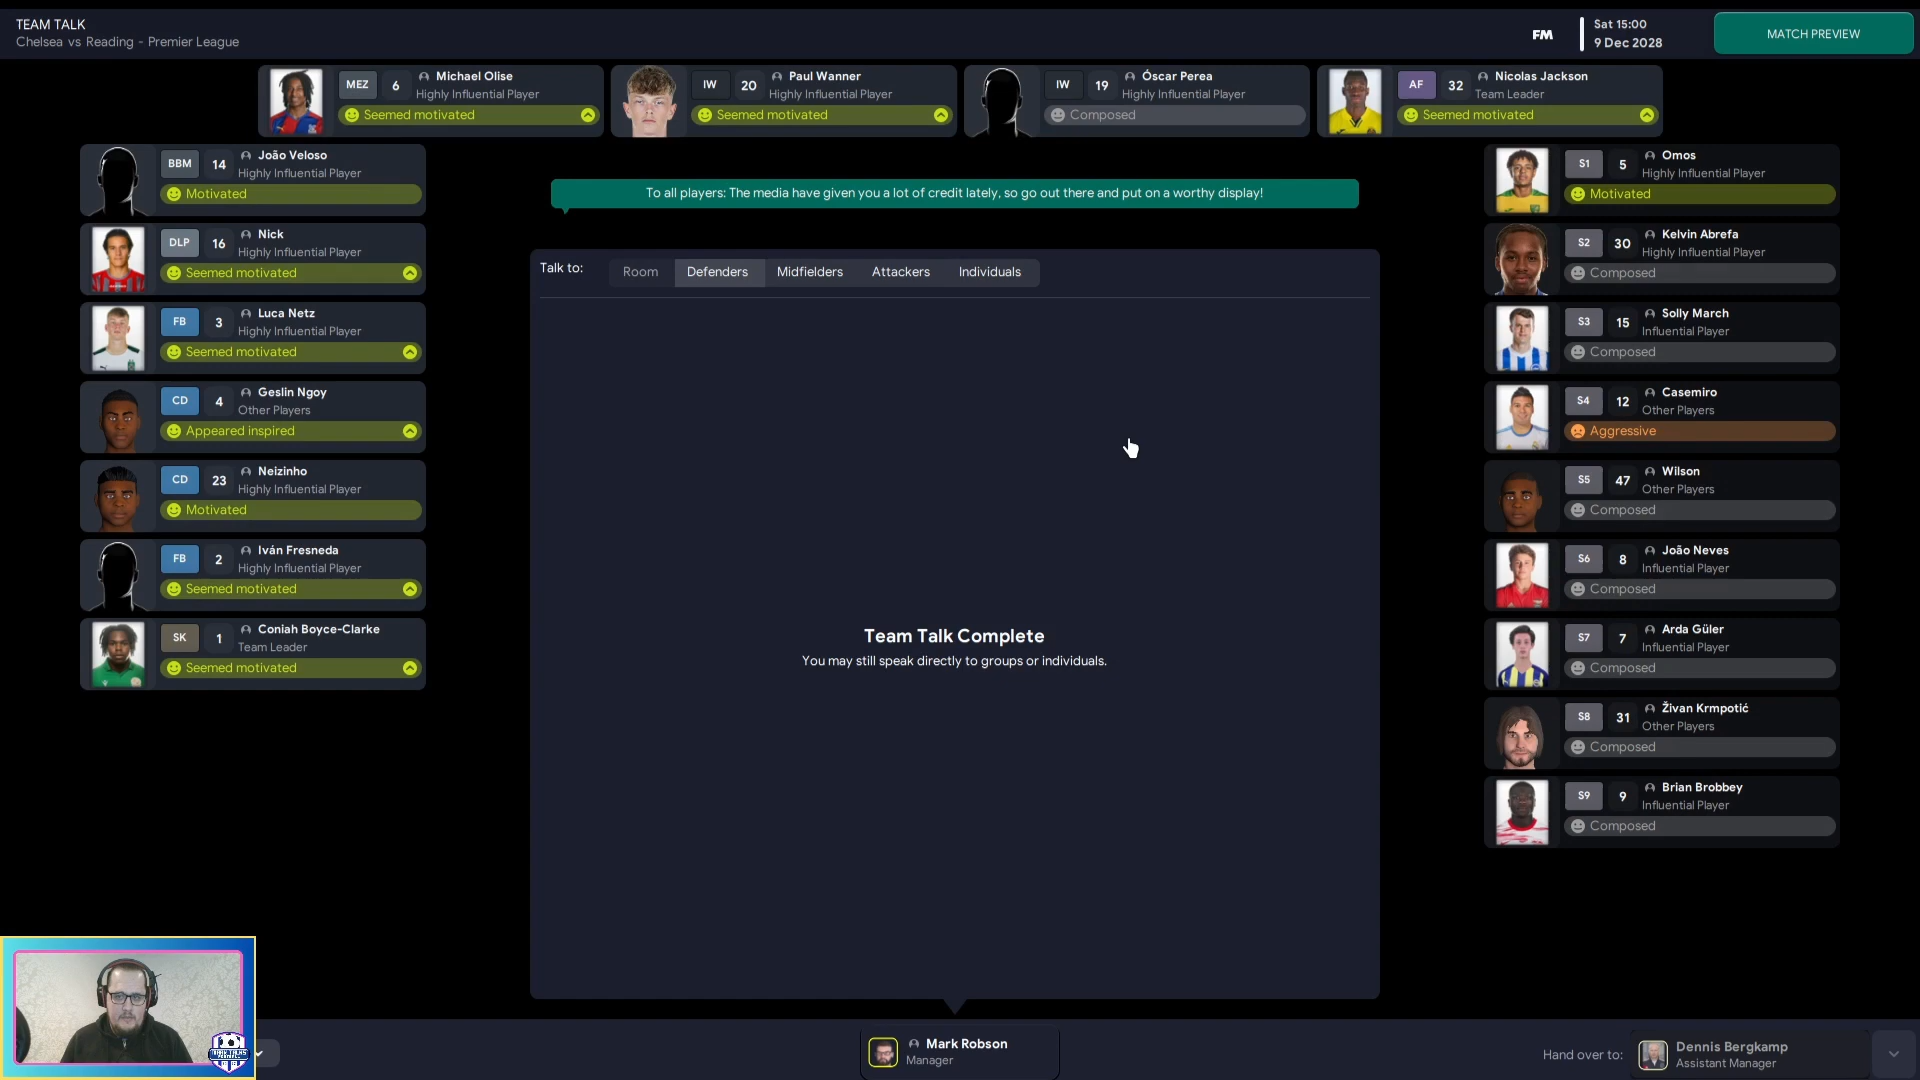 TEAM TALK
Chelsea vs Reading - Premier League
FM
Sat 15:00
9 Dec 2028
MATCH PREVIEW
MEZ 6 Michael Olise
Highly Influential Player
Seemed motivated
IW 20 Paul Wanner
Highly Influential Player
Seemed motivated
IW 19 Óscar Perea
Highly Influential Player
Composed
AF 32 Nicolas Jackson
Team Leader
Seemed motivated
BBM 14 João Veloso
Highly Influential Player
Motivated
DLP 16 Nick
Highly Influential Player
Seemed motivated
FB 3 Luca Netz
Highly Influential Player
Seemed motivated
CD 4 Geslin Ngoy
Other Players
Appeared inspired
CD 23 Neizinho
Highly Influential Player
Motivated
FB 2 Iván Fresneda
Highly Influential Player
Seemed motivated
SK 1 Coniah Boyce-Clarke
Team Leader
Seemed motivated
To all players: The media have given you a lot of credit lately, so go out there and put on a worthy display!
Talk to: Room Defenders Midfielders Attackers Individuals
Team Talk Complete
You may still speak directly to groups or individuals.
S1 5 Omos
Highly Influential Player
Motivated
S2 30 Kelvin Abrefa
Highly Influential Player
Composed
S3 15 Solly March
Influential Player
Composed
S4 12 Casemiro
Other Players
Aggressive
S5 47 Wilson
Other Players
Composed
S6 8 João Neves
Influential Player
Composed
S7 7 Arda Güler
Influential Player
Composed
S8 31 Živan Krmpotić
Other Players
Composed
S9 9 Brian Brobbey
Influential Player
Composed
Mark Robson
Manager
Hand over to:
Dennis Bergkamp
Assistant Manager